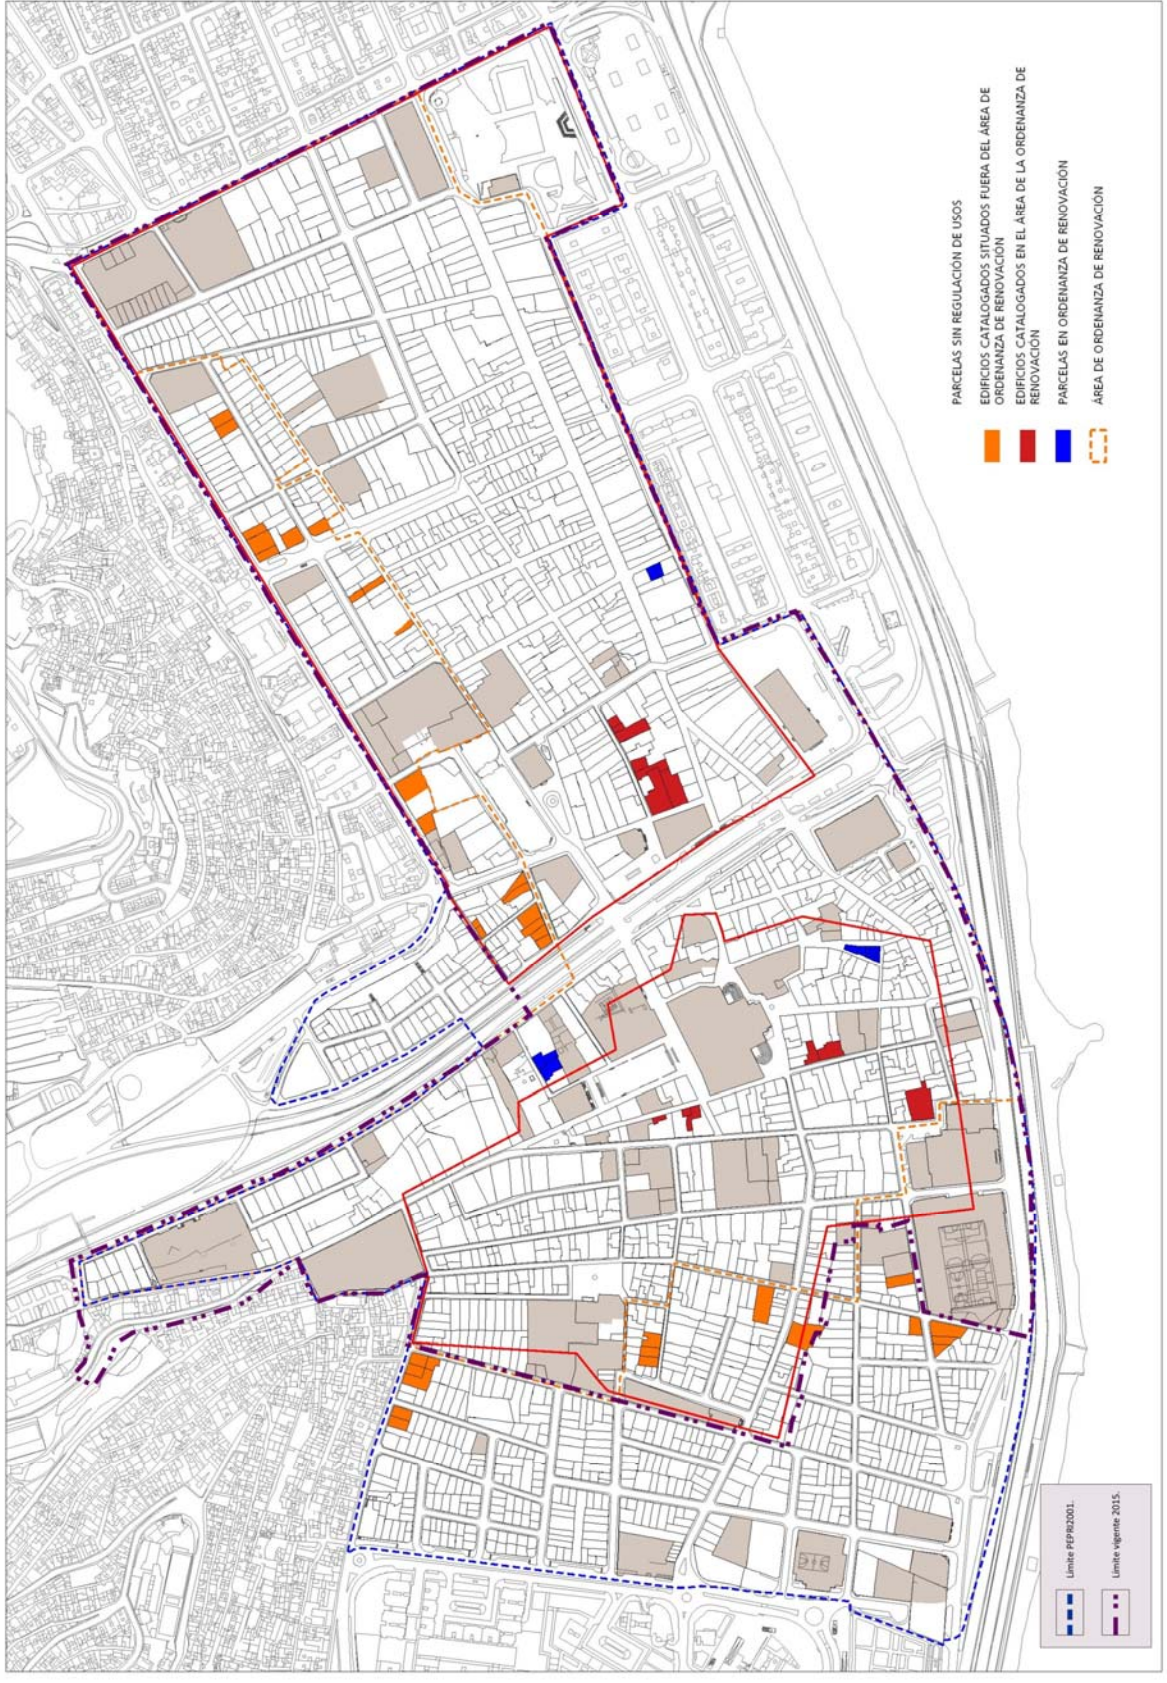 PARCELAS SIN REGULACIÓN DE USOS
EDIFICIOS CATALOGADOS SITUADOS FUERA DEL ÁREA DE
ORDENANZA DE RENOVACIÓN
EDIFICIOS CATALOGADOS EN EL ÁREA DE LA ORDENANZA DE
RENOVACIÓN
PARCELAS EN ORDENANZA DE RENOVACIÓN
ÁREA DE ORDENANZA DE RENOVACIÓN
Límite PEPRI2001.
Límite vigente 2015.